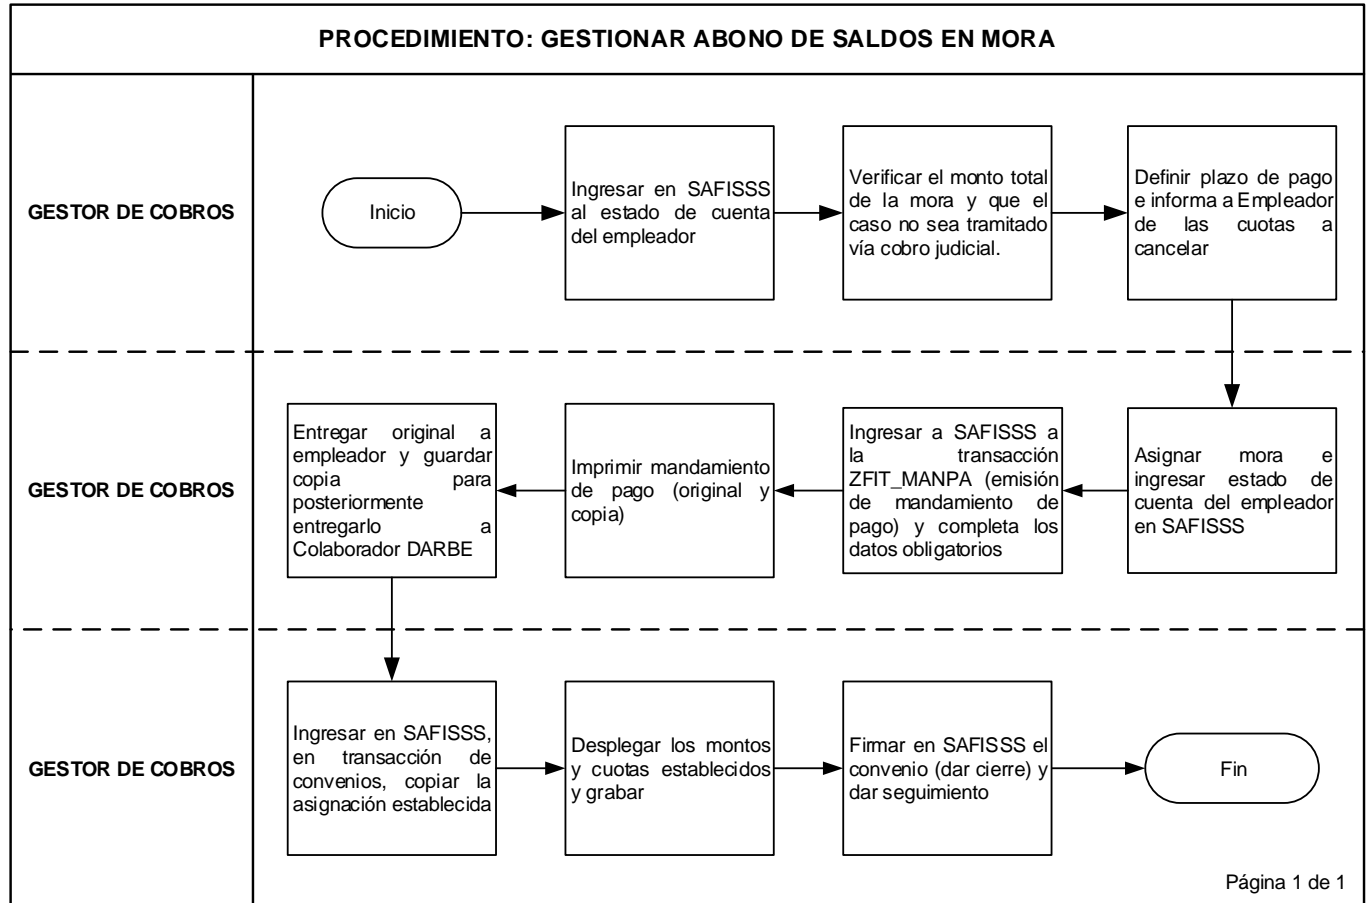 PROCEDIMIENTO: GESTIONAR ABONO DE SALDOS EN MORA
GESTOR DE COBROS
Inicio
Ingresar en SAFISSS
al estado de cuenta
del empleador
Verificar el monto total
de la mora y que el
caso no sea tramitado
vía cobro judicial.
Definir plazo de pago
e informa a Empleador
de las cuotas a
cancelar
GESTOR DE COBROS
Asignar mora e
ingresar estado de
cuenta del empleador
en SAFISSS
Ingresar a SAFISSS a
la transacción
ZFIT_MANPA (emisión
de mandamiento de
pago) y completa los
datos obligatorios
Imprimir mandamiento
de pago (original y
copia)
Entregar original a
empleador y guardar
copia para
posteriormente
entregarlo a
Colaborador DARBE
GESTOR DE COBROS
Ingresar en SAFISSS,
en transacción de
convenios, copiar la
asignación establecida
Desplegar los montos
y cuotas establecidos
y grabar
Firmar en SAFISSS el
convenio (dar cierre) y
dar seguimiento
Fin
Página 1 de 1